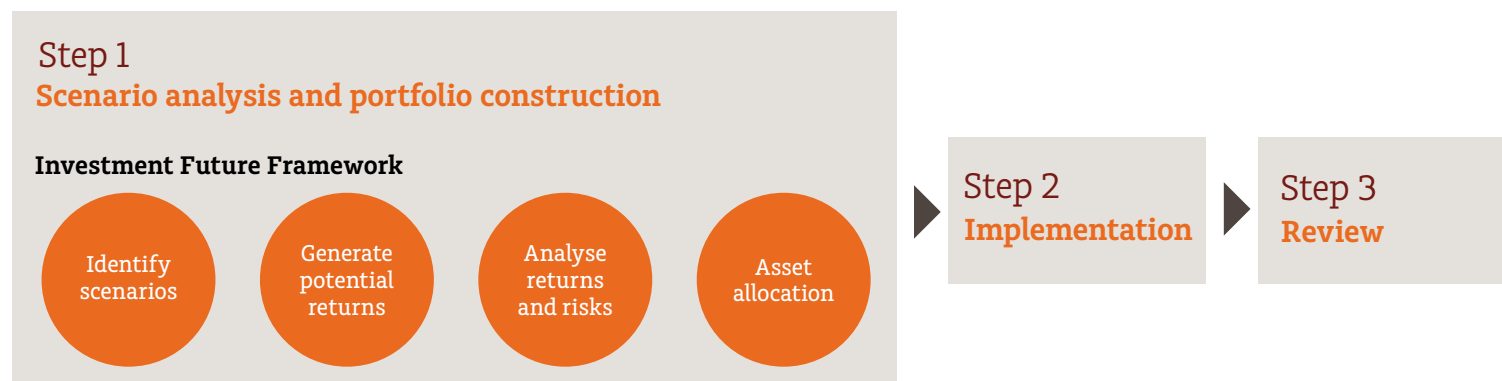 Step 1
Scenario analysis and portfolio construction
Investment Future Framework
Identify
scenarios
Generate
potential
returns
Analyse
returns
and risks
Asset
allocation
Step 2
Implementation
Step 3
Review